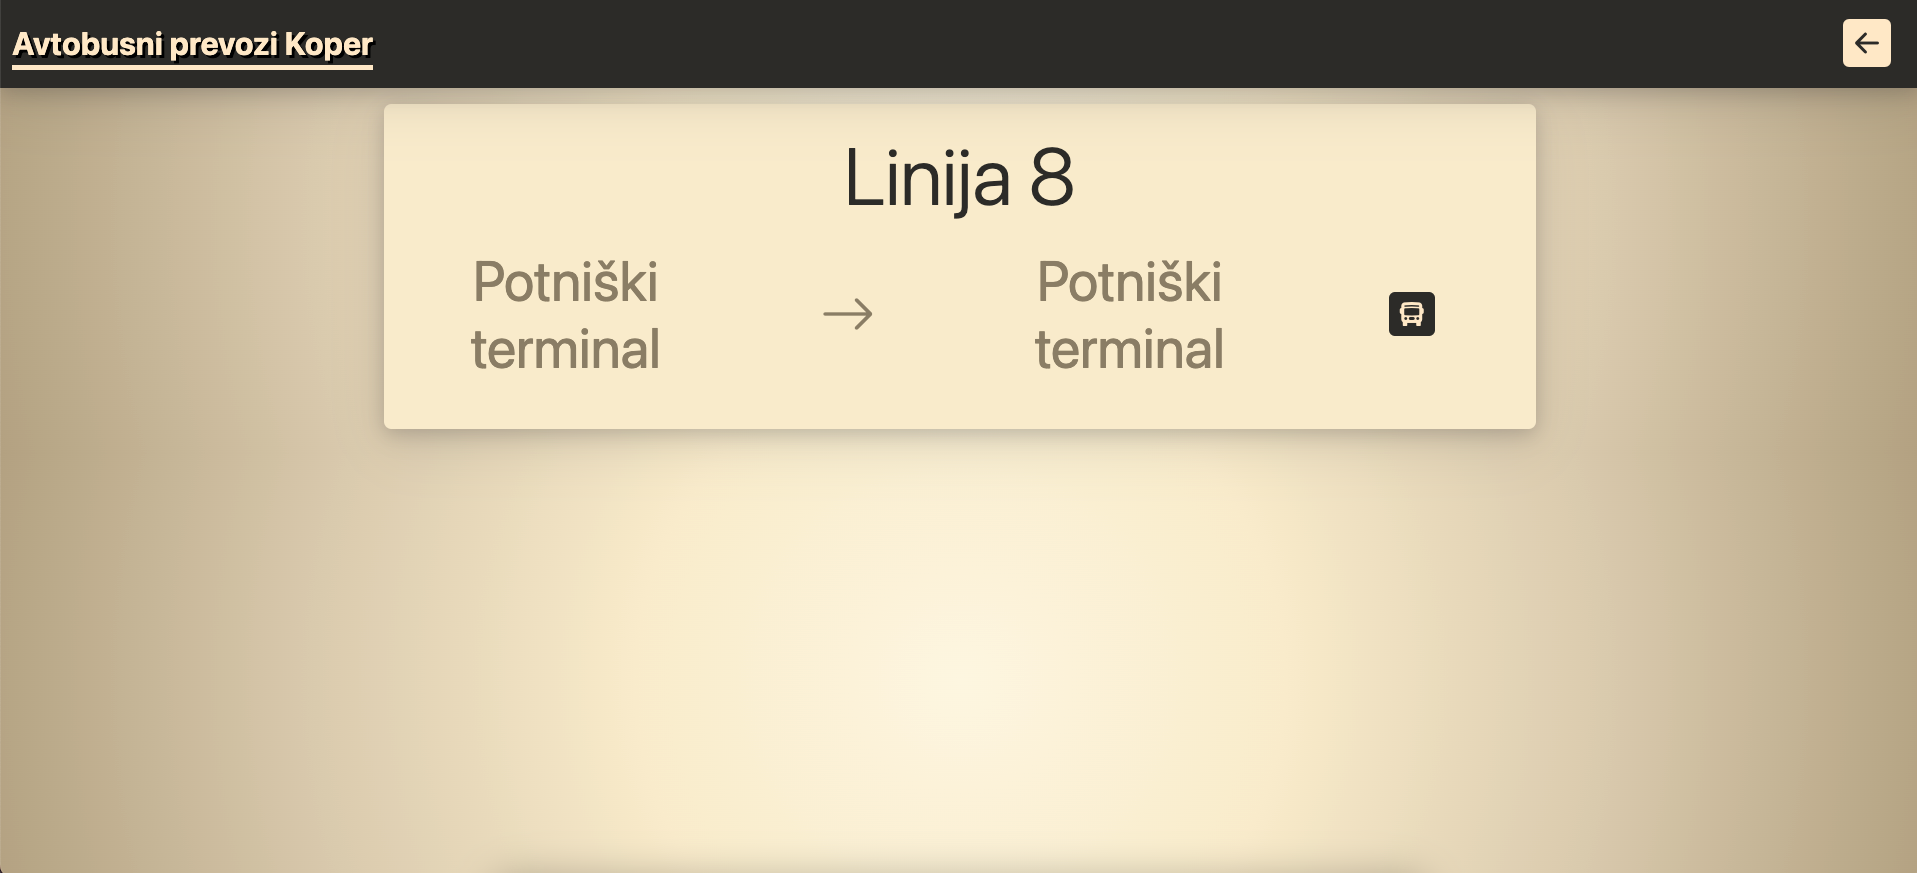 Avtobusni prevozi Koper
Linija 8
Potniški
terminal
Potniški
terminal